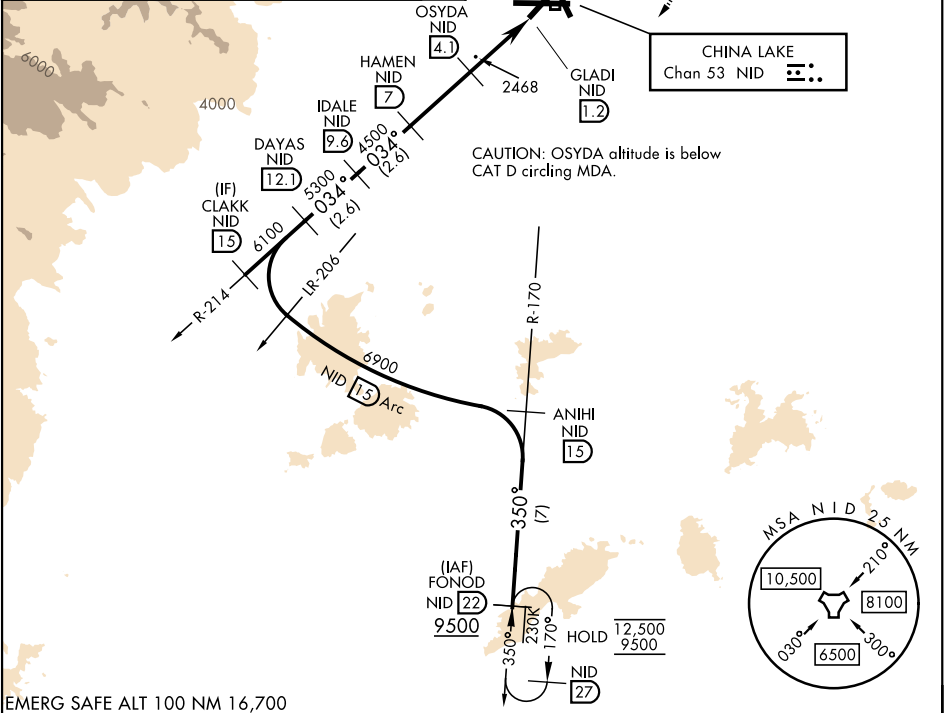 OSYDA
NID
4.1
HAMEN
NID
7
2468
GLADI
NID
1.2
CHINA LAKE
Chan 53 NID
6000
4000
IDALE
NID
9.6
4500
034°
(2.6)
CAUTION: OSYDA altitude is below
CAT D circling MDA.
DAYAS
NID
12.1
5300
034°
(2.6)
(IF)
CLAKK
NID
15
6100
R-214
LR-206
R-170
6900
NID 15 Arc
ANIHI
NID
15
350°
(7)
(IAF)
FONOD
NID 22
9500
350°
230K
170°
HOLD
12,500
9500
NID
27
MSA NID 25 NM
210°
10,500
8100
030°
6500
300°
EMERG SAFE ALT 100 NM 16,700